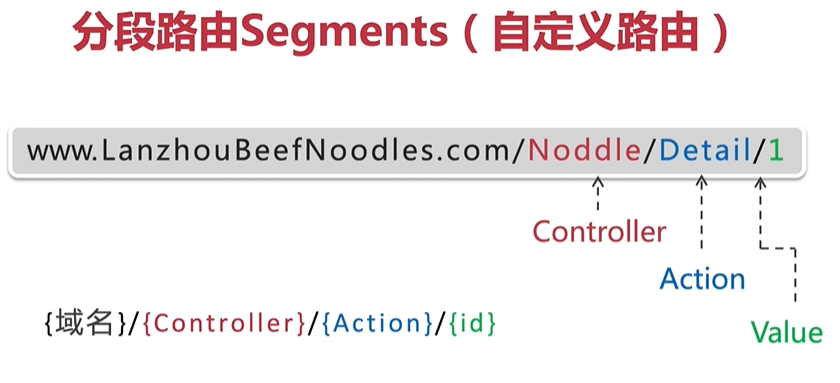 分段路由Segments（自定义路由）
www.LanzhouBeefNoodles.com/Noddle/Detail/1
Controller
Action
{域名}/{Controller}/{Action}/{id}
Value